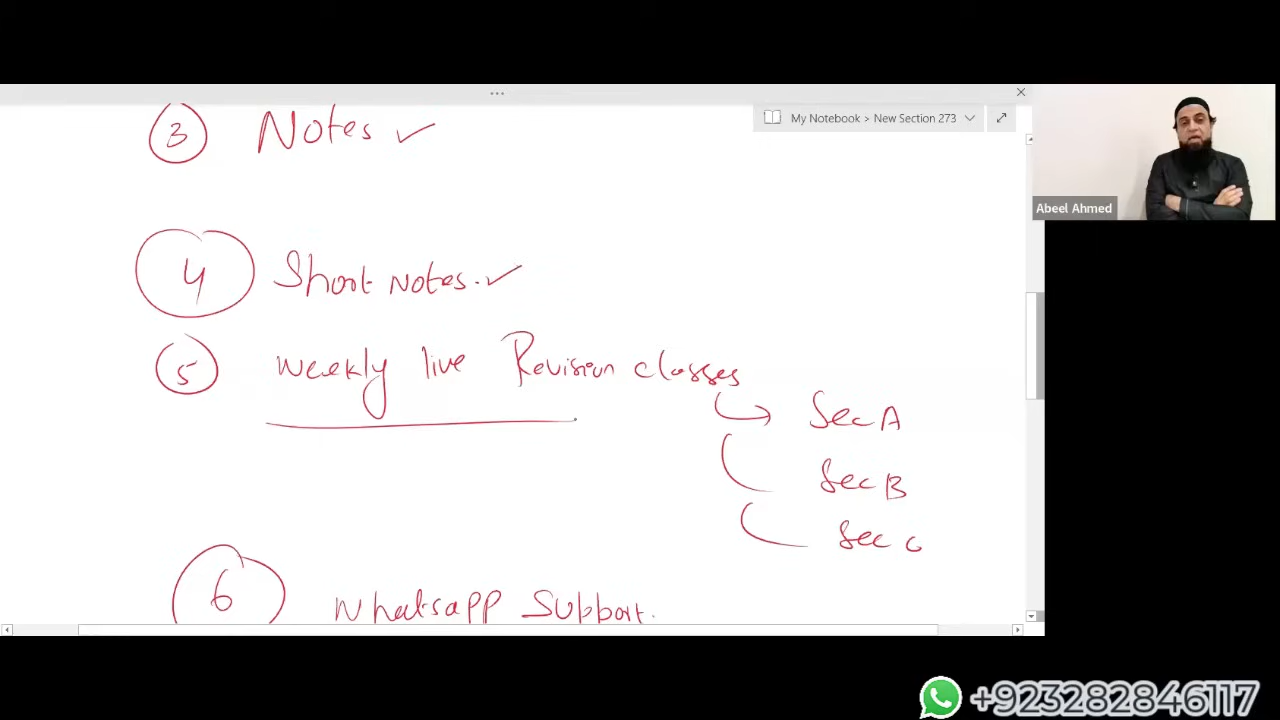 My Notebook > New Section 273
3 Notes ✓
Abeel Ahmed
4 Short Notes. ✓
5 Weekly live Revision classes
Sec A
Sec B
Sec C
6 Whatsapp Support.
+923282846117